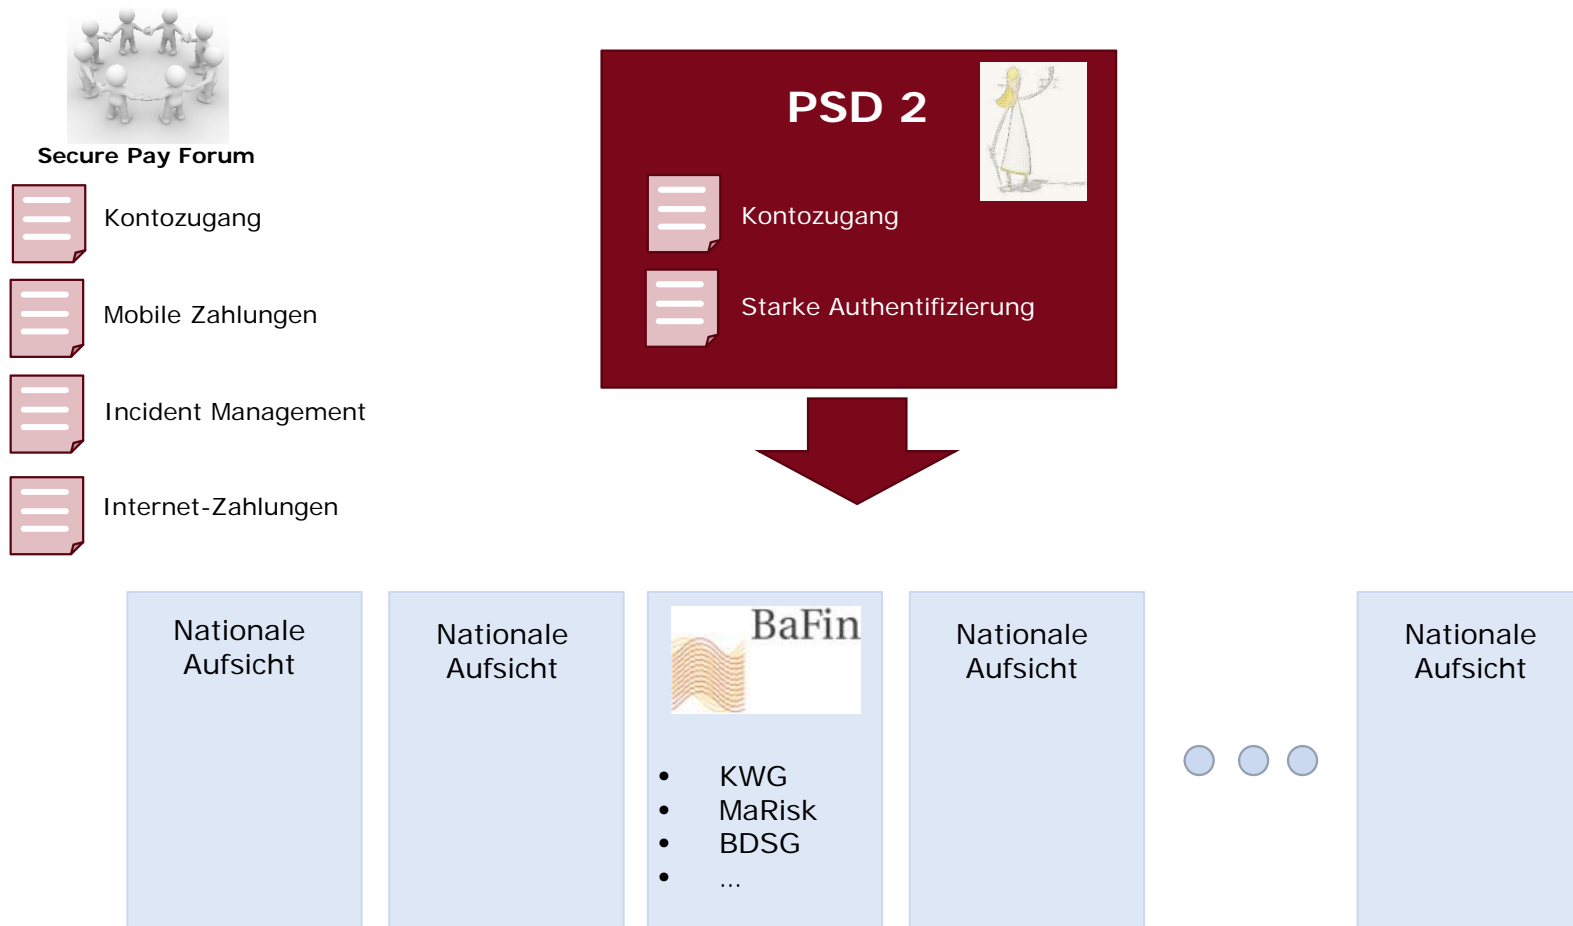 Secure Pay Forum
Kontozugang
Mobile Zahlungen
Incident Management
Internet-Zahlungen
PSD 2
Kontozugang
Starke Authentifizierung
Nationale
Aufsicht
Nationale
Aufsicht
BaFin
• KWG
• MaRisk
• BDSG
• ...
Nationale
Aufsicht
Nationale
Aufsicht